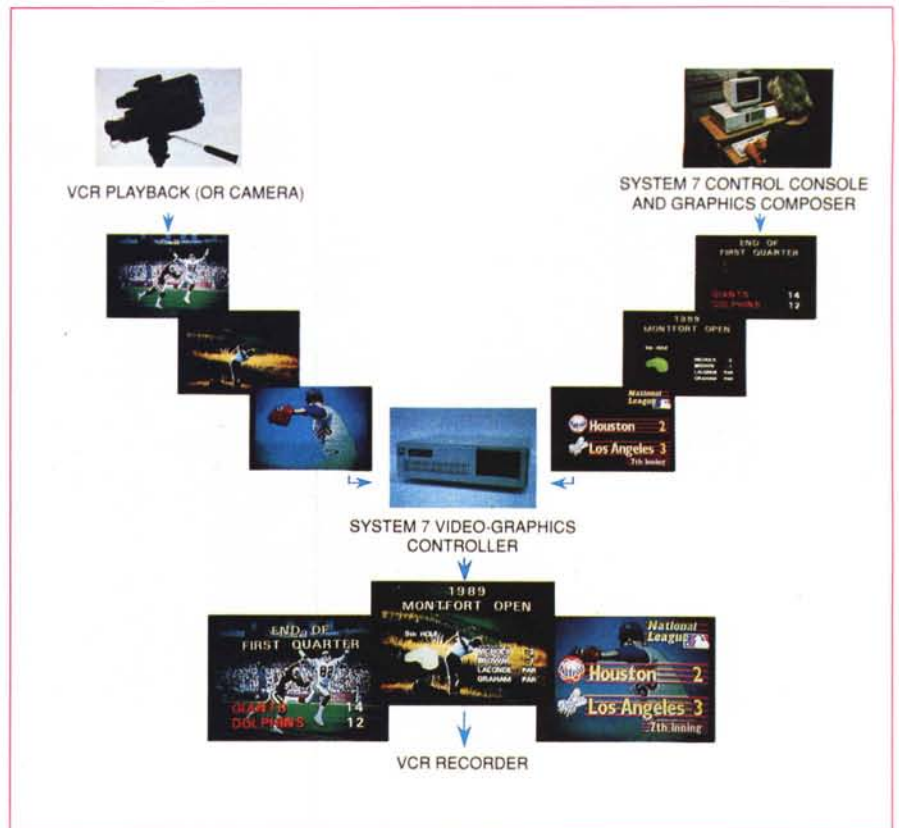 VCR PLAYBACK (OR CAMERA)
SYSTEM 7 CONTROL CONSOLE
AND GRAPHICS COMPOSER
END OF
FIRST QUARTER
GIANTS 14
DOLPHINS 12
1989
MONTFORT OPEN
National
League
Houston 2
Los Angeles 3
7th Inning
SYSTEM 7 VIDEO-GRAPHICS
CONTROLLER
END OF
FIRST QUARTER
GIANTS 14
DOLPHINS 12
1989
MONTFORT OPEN
LACONDE PAR
GRAHAM PAR
National
League
Houston 2
Los Angeles 3
7th Inning
VCR RECORDER